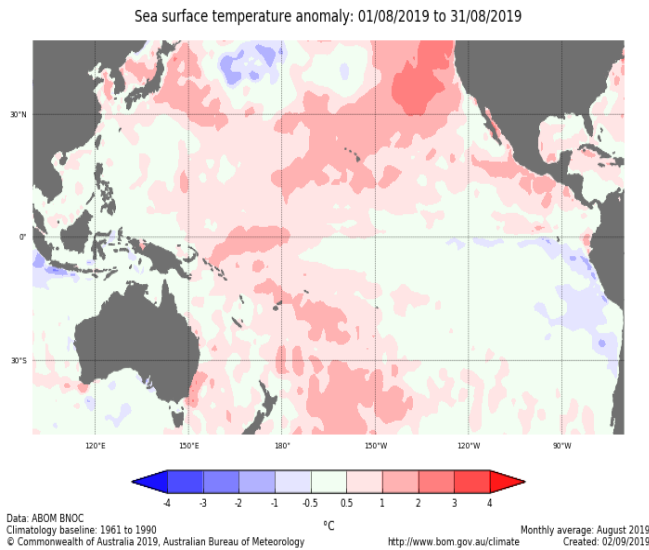 Sea surface temperature anomaly: 01/08/2019 to 31/08/2019
30°N
0°
30°S
120°E 150°E 180° 150°W 120°W 90°W
-4 -3 -2 -1 -0.5 0.5 1 2 3 4
°C
Data: ABOM BNOC
Climatology baseline: 1961 to 1990 Monthly average: August 2019
© Commonwealth of Australia 2019, Australian Bureau of Meteorology http://www.bom.gov.au/climate Created: 02/09/2019